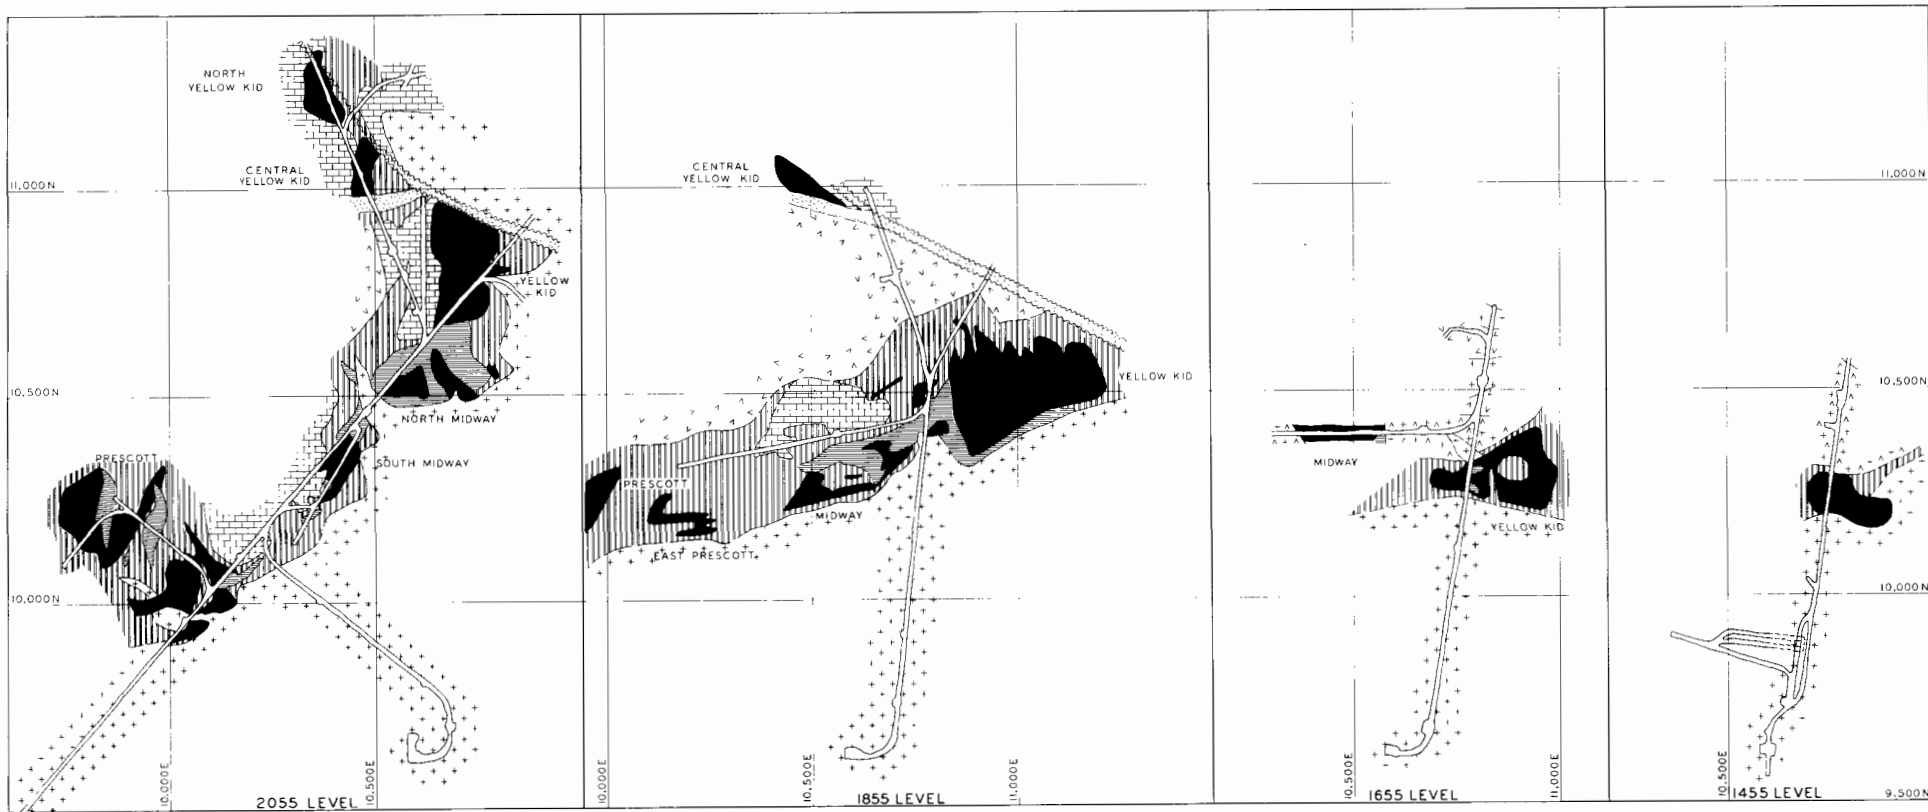 NORTH
YELLOW KID
CENTRAL
YELLOW KID
11,000N
YELLOW
KID
10,500N
NORTH MIDWAY
PRESCOTT
SOUTH MIDWAY
10,000N
10,000E
10,500E
2055 LEVEL
CENTRAL
YELLOW KID
YELLOW KID
PRESCOTT
MIDWAY
EAST PRESCOTT
10,000E
10,500E
11,000E
1855 LEVEL
MIDWAY
YELLOW KID
10,500E
11,000E
1655 LEVEL
11,000N
10,500N
10,000N
10,500E
1455 LEVEL
9,500N